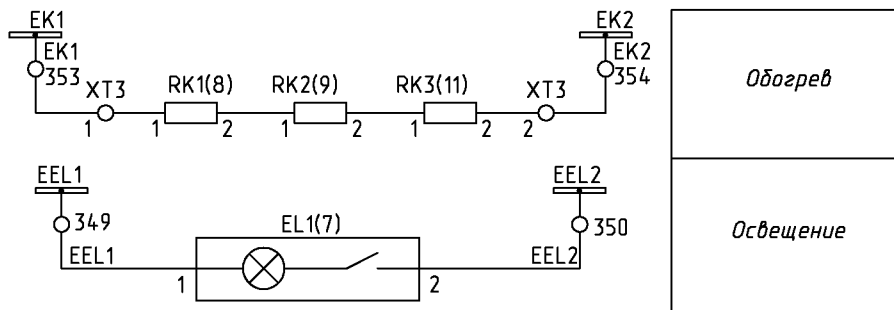 EK1 EK2
EK1 EK2
353 354
XT3 RK1(8) RK2(9) RK3(11) XT3
1 1 2 1 2 1 2 2
Обогрев
EEL1 EEL2
349 EL1(7) 350
EEL1 EEL2
1 2
Освещение